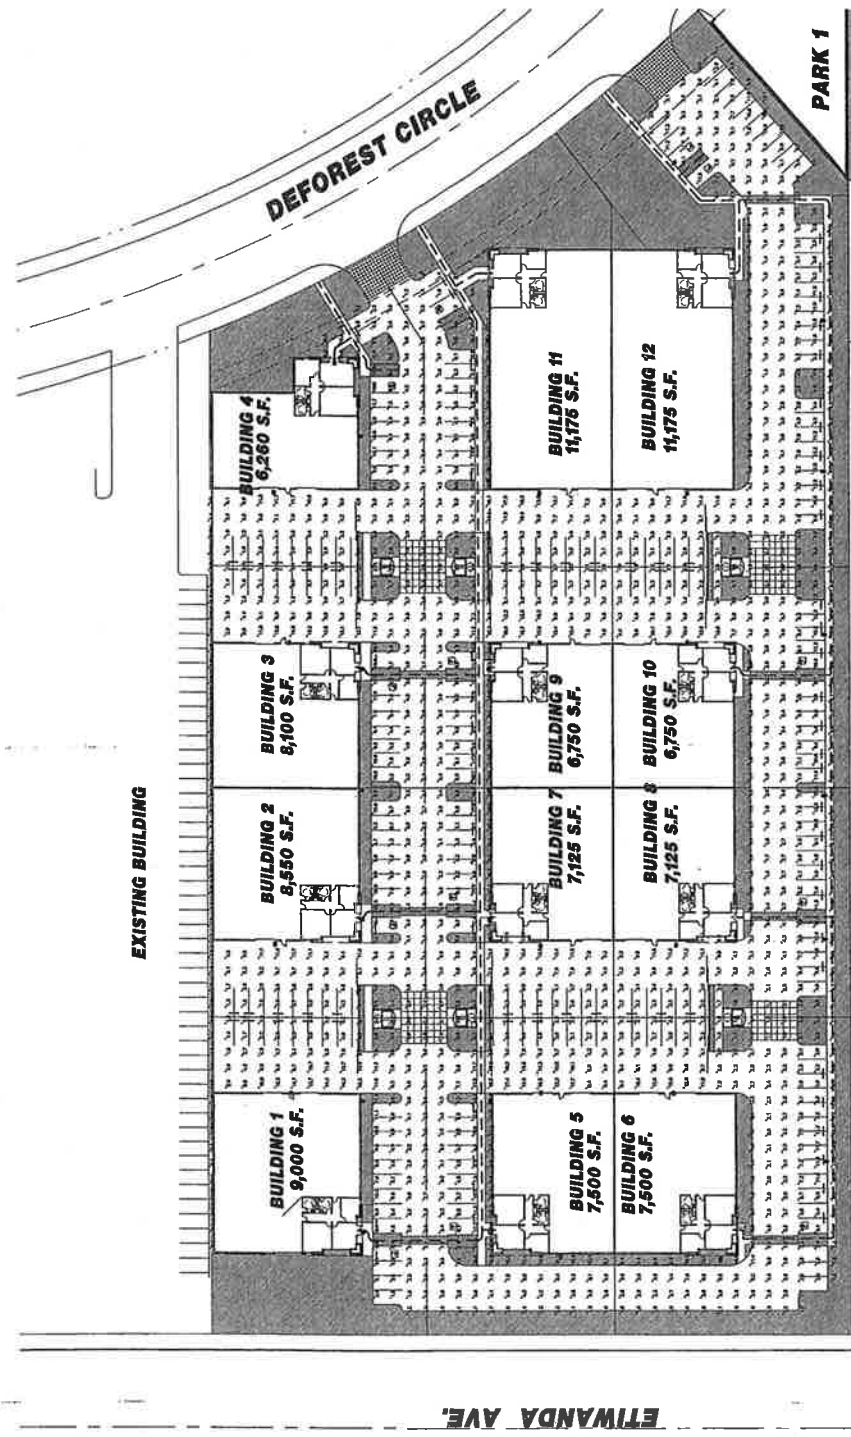 DEFOREST CIRCLE
PARK 1
BUILDING 4
6,260 S.F.
BUILDING 11
11,175 S.F.
BUILDING 12
11,175 S.F.
BUILDING 3
8,100 S.F.
BUILDING 9
6,750 S.F.
BUILDING 10
6,750 S.F.
EXISTING BUILDING
BUILDING 2
8,550 S.F.
BUILDING 7
7,125 S.F.
BUILDING 8
7,125 S.F.
BUILDING 1
9,000 S.F.
BUILDING 5
7,500 S.F.
BUILDING 6
7,500 S.F.
ETIWANDA AVE.